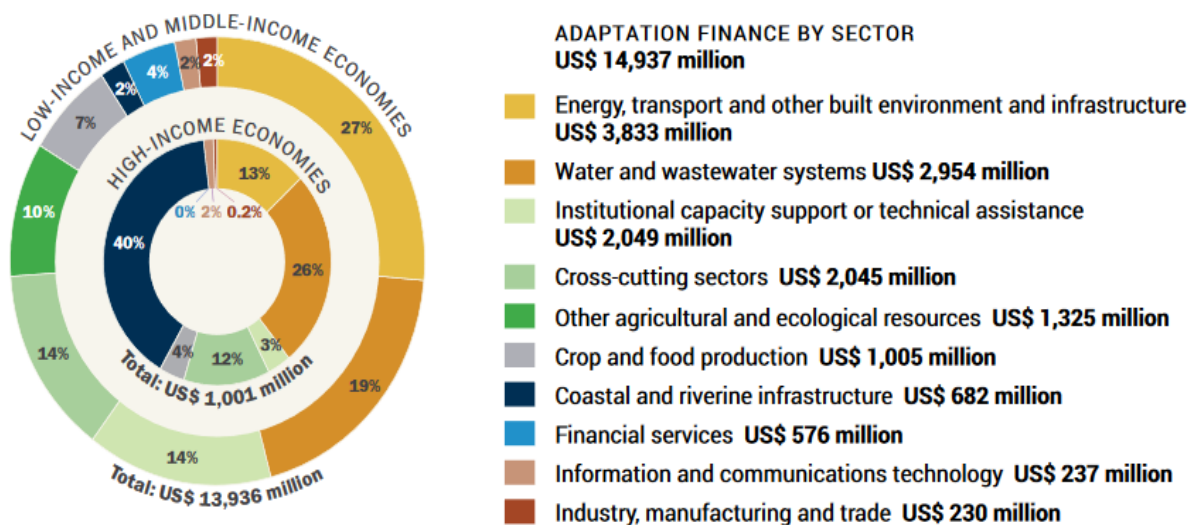 LOW-INCOME AND MIDDLE-INCOME ECONOMIES
2%
4%
2%
2%
7%
27%
10%
14%
14%
19%
Total: US$ 13,936 million
HIGH-INCOME ECONOMIES
13%
0%
2%
0.2%
40%
26%
4%
12%
3%
Total: US$ 1,001 million
ADAPTATION FINANCE BY SECTOR
US$ 14,937 million
Energy, transport and other built environment and infrastructure
US$ 3,833 million
Water and wastewater systems US$ 2,954 million
Institutional capacity support or technical assistance
US$ 2,049 million
Cross-cutting sectors US$ 2,045 million
Other agricultural and ecological resources US$ 1,325 million
Crop and food production US$ 1,005 million
Coastal and riverine infrastructure US$ 682 million
Financial services US$ 576 million
Information and communications technology US$ 237 million
Industry, manufacturing and trade US$ 230 million